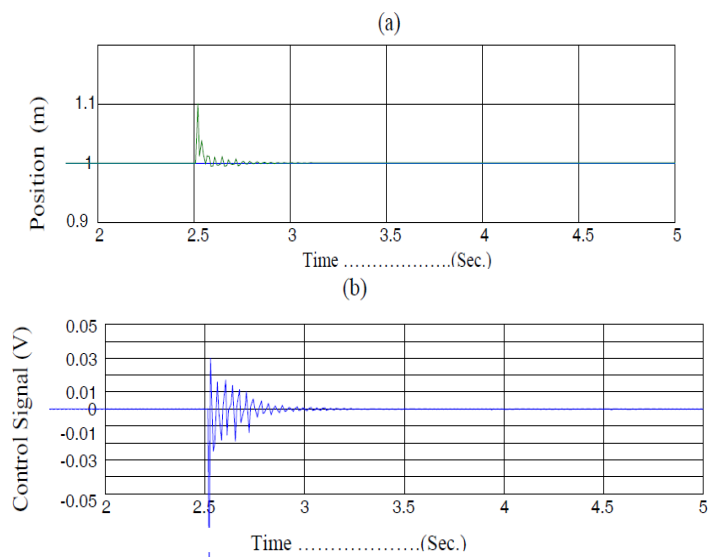 (a)
Position (m)
1.1
1
0.9
2 2.5 3 3.5 4 4.5 5
Time ...................(Sec.)
(b)
Control Signal (V)
0.05
0.03
0.01
0
-0.01
-0.03
-0.05
2 2.5 3 3.5 4 4.5 5
Time ...................(Sec.)